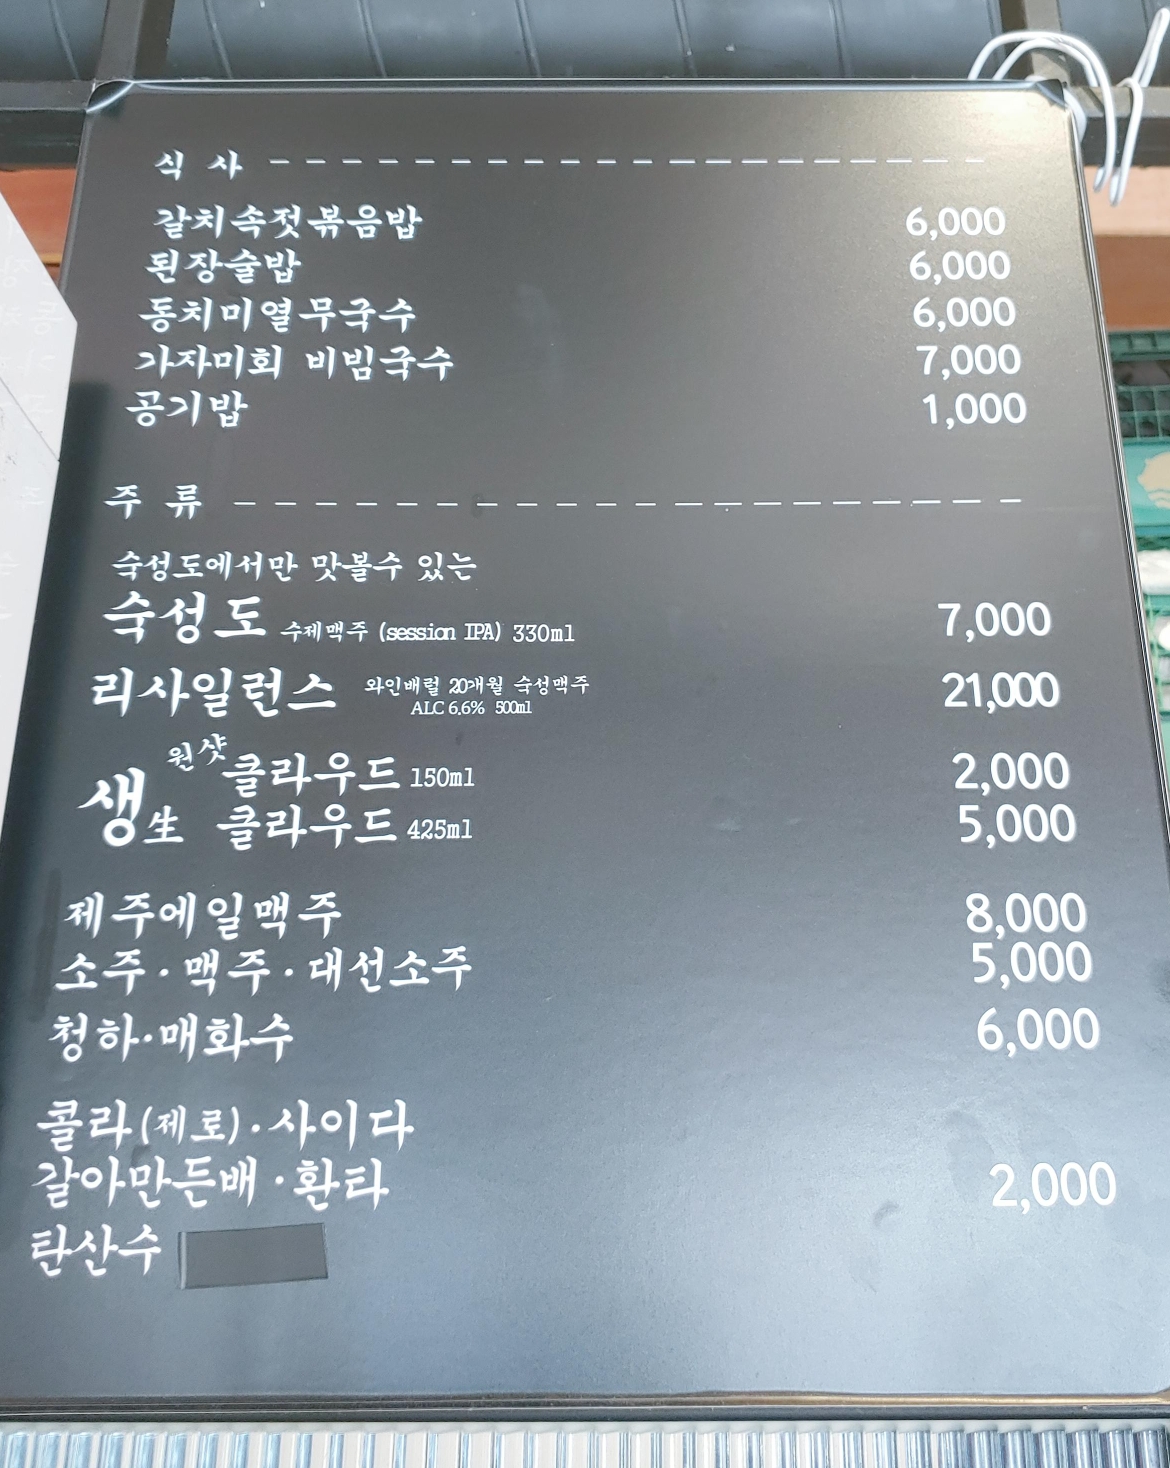 식 사
갈치속젓볶음밥 6,000
된장술밥 6,000
동치미열무국수 6,000
가자미회 비빔국수 7,000
공기밥 1,000
주 류
숙성도에서만 맛볼수 있는
숙성도 수제맥주 (session IPA) 330ml 7,000
리사일런스 와인배럴 20개월 숙성맥주 21,000
ALC 6.6% 500ml
생生 원샷 클라우드 150ml 2,000
클라우드 425ml 5,000
제주에일맥주 8,000
소주·맥주·대선소주 5,000
청하·매화수 6,000
콜라(제로)·사이다
갈아만든배·환타 2,000
탄산수